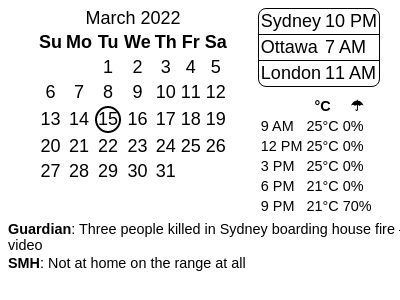 March 2022
Su Mo Tu We Th Fr Sa
1 2 3 4 5
6 7 8 9 10 11 12
13 14 15 16 17 18 19
20 21 22 23 24 25 26
27 28 29 30 31
Sydney 10 PM
Ottawa 7 AM
London 11 AM
°C ☂
9 AM 25°C 0%
12 PM 25°C 0%
3 PM 25°C 0%
6 PM 21°C 0%
9 PM 21°C 70%
Guardian: Three people killed in Sydney boarding house fire -
video
SMH: Not at home on the range at all